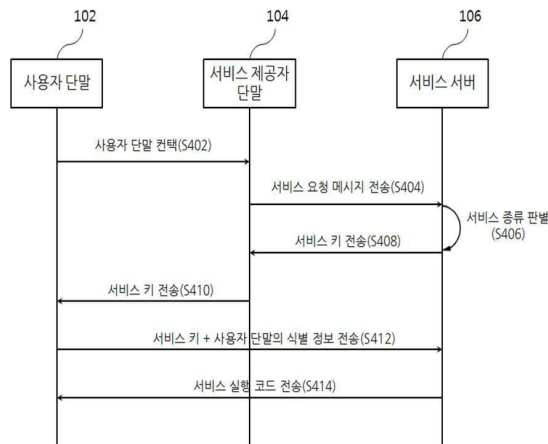 102
104
106
사용자 단말
서비스 제공자
단말
서비스 서버
사용자 단말 컨택(S402)
서비스 요청 메시지 전송(S404)
서비스 종류 판별
(S406)
서비스 키 전송(S408)
서비스 키 전송(S410)
서비스 키 + 사용자 단말의 식별 정보 전송(S412)
서비스 실행 코드 전송(S414)